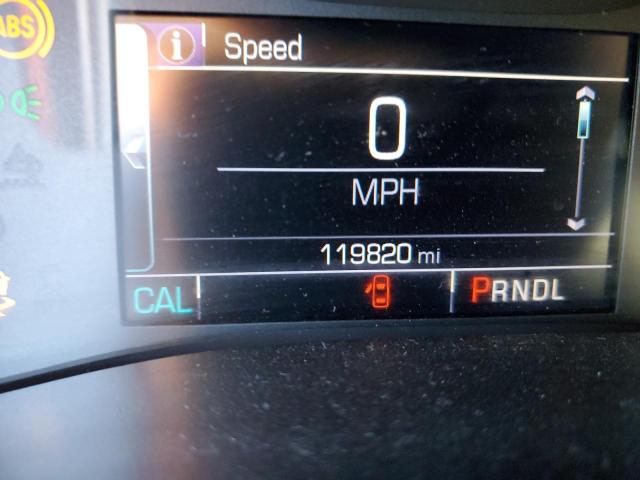 ABS
Speed
0
MPH
119820 mi
CAL
PRNDL